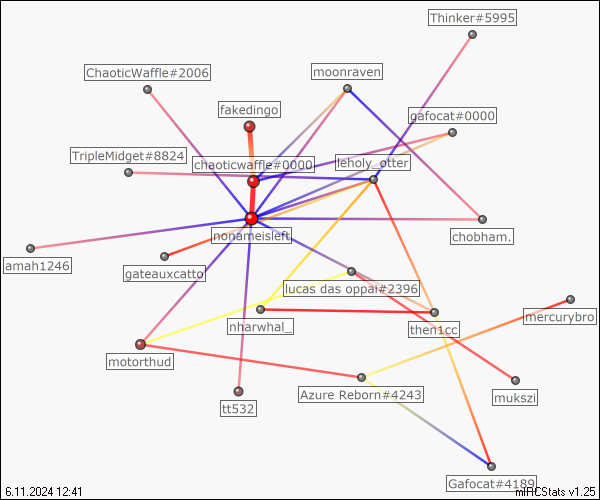 Thinker#5995
ChaoticWaffle#2006
moonraven
fakedingo
gafocat#0000
TripleMidget#8824
chaoticwaffle#0000
leholy_otter
nonameisleft
chobham.
amah1246
gateauxcatto
lucas das oppai#2396
mercurybro
nharwhal_
then1cc
motorthud
Azure Reborn#4243
mukszi
tt532
Gafocat#4189
6.11.2024 12:41
mIRCStats v1.25